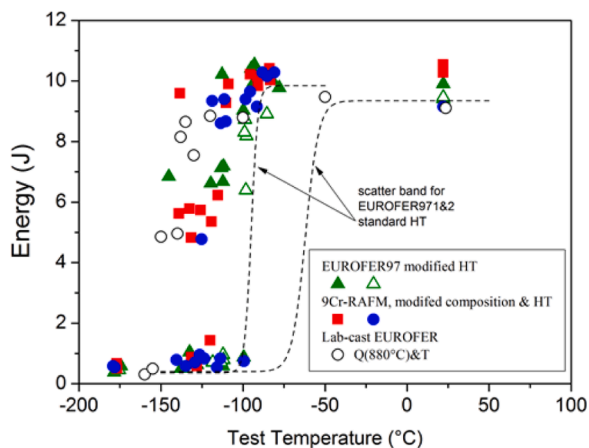 12
10
8
6
4
2
0
Energy (J)
-200
-150
-100
-50
0
50
100
Test Temperature (°C)
scatter band for
EUROFER971&2
standard HT
EUROFER97 modified HT
9Cr-RAFM, modifed composition & HT
Lab-cast EUROFER
Q(880°C)&T